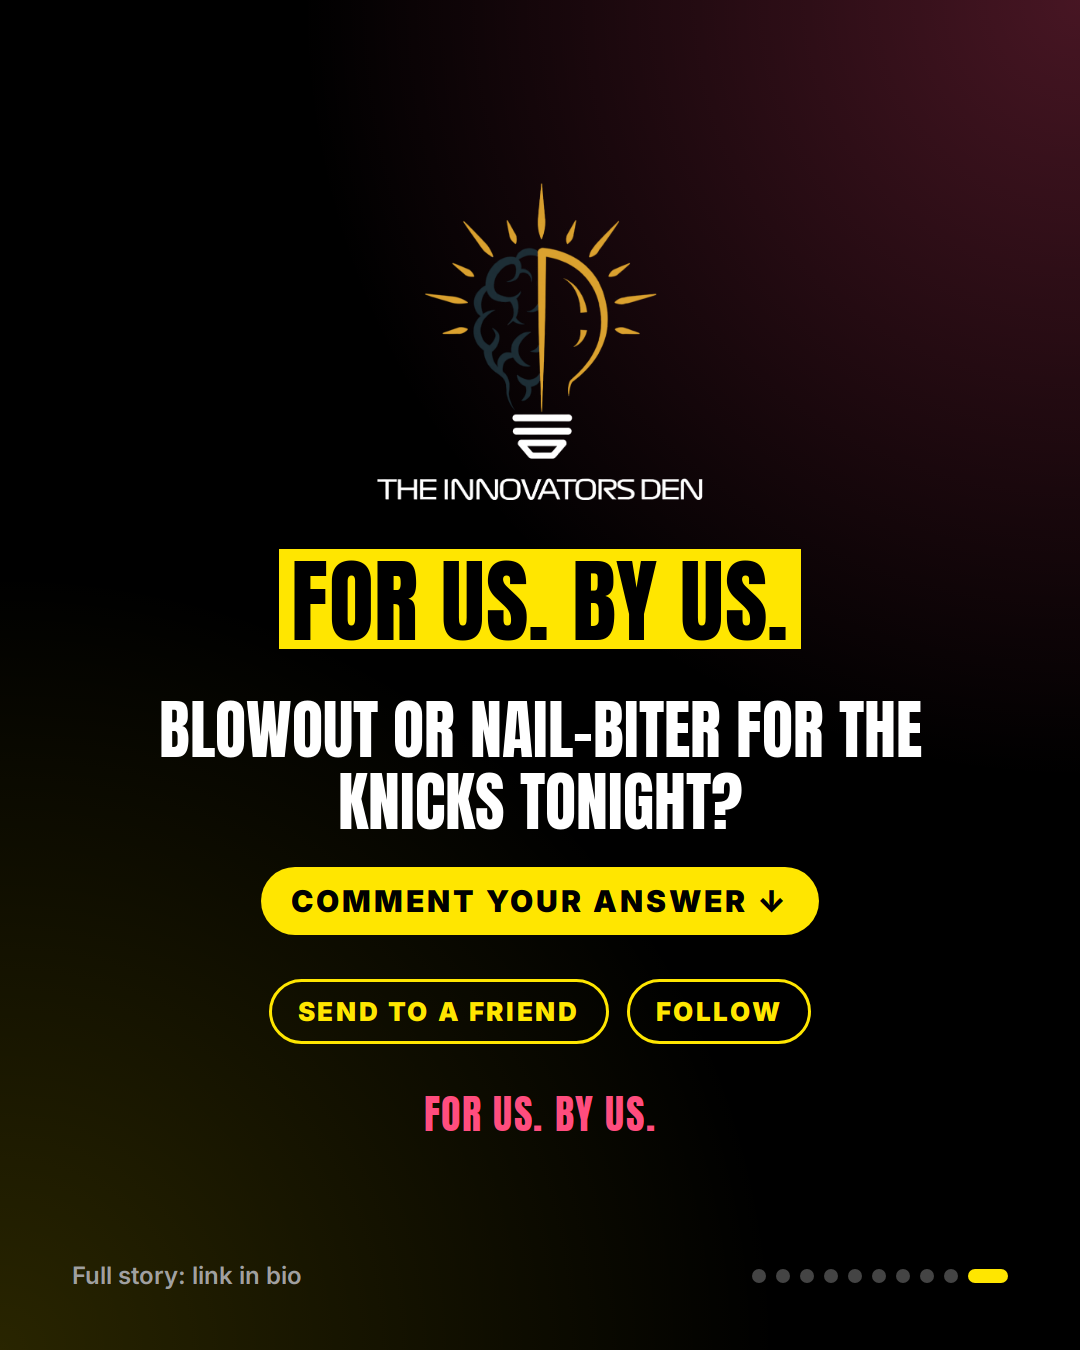 THE INNOVATORS DEN
FOR US. BY US.
BLOWOUT OR NAIL-BITER FOR THE
KNICKS TONIGHT?
COMMENT YOUR ANSWER ↓
SEND TO A FRIEND
FOLLOW
FOR US. BY US.
Full story: link in bio